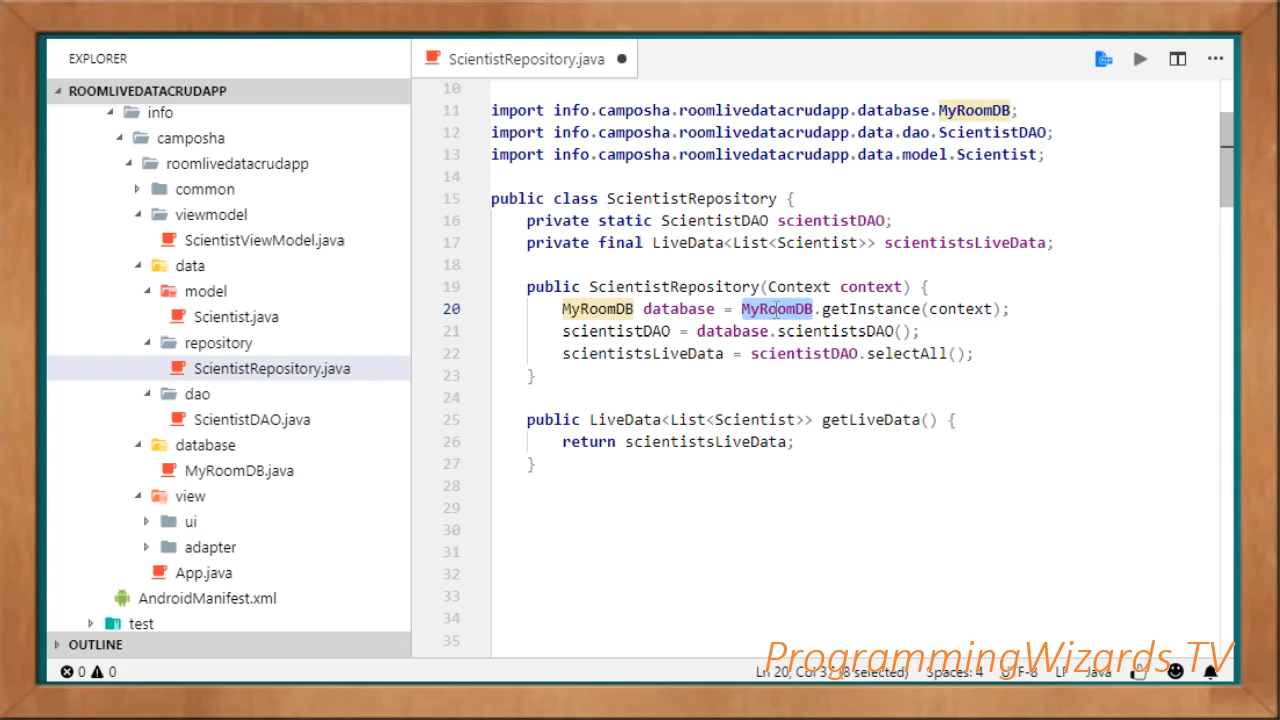 EXPLORER
ROOMLIVEDATACRUDAPP
info
camposha
roomlivedatacrudapp
common
viewmodel
ScientistViewModel.java
data
model
Scientist.java
repository
ScientistRepository.java
dao
ScientistDAO.java
database
MyRoomDB.java
view
ui
adapter
App.java
AndroidManifest.xml
test
OUTLINE
ScientistRepository.java
10
11 import info.camposha.roomlivedatacrudapp.database.MyRoomDB;
12 import info.camposha.roomlivedatacrudapp.data.dao.ScientistDAO;
13 import info.camposha.roomlivedatacrudapp.data.model.Scientist;
14
15 public class ScientistRepository {
16 private static ScientistDAO scientistDAO;
17 private final LiveData<List<Scientist>> scientistsLiveData;
18
19 public ScientistRepository(Context context) {
20 MyRoomDB database = MyRoomDB.getInstance(context);
21 scientistDAO = database.scientistsDAO();
22 scientistsLiveData = scientistDAO.selectAll();
23 }
24
25 public LiveData<List<Scientist>> getLiveData() {
26 return scientistsLiveData;
27 }
28
29
30
31
32
33
34
35
ProgrammingWizards TV
0 0
Ln 20, Col (8 selected) Spaces: 4 UTF-8 LF Java